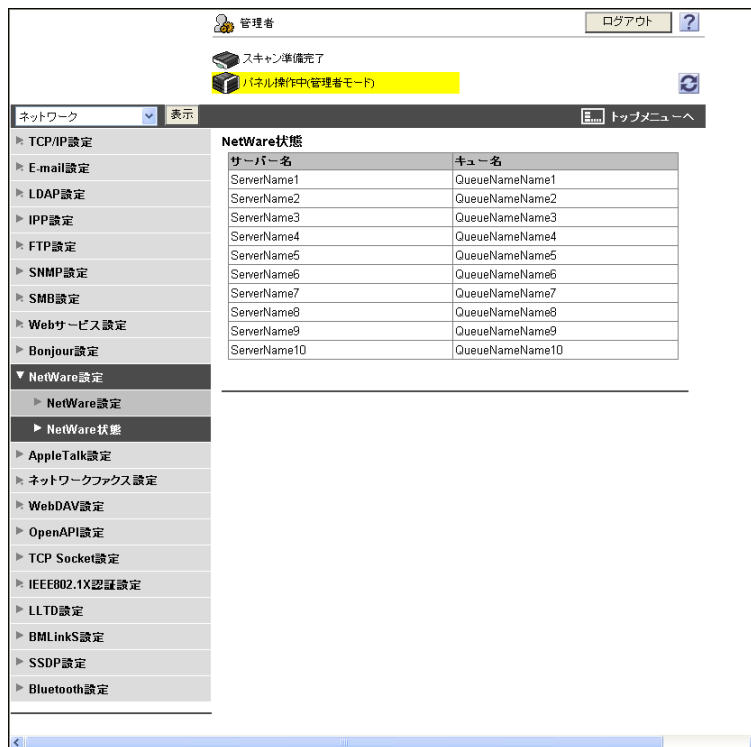 管理者
ログアウト ?
スキャン準備完了
パネル操作中(管理者モード)
ネットワーク 表示 トップメニューへ
TCP/IP設定
E-mail設定
LDAP設定
IPP設定
FTP設定
SNMP設定
SMB設定
Webサービス設定
Bonjour設定
NetWare設定
NetWare設定
NetWare状態
AppleTalk設定
ネットワークファクス設定
WebDAV設定
OpenAPI設定
TCP Socket設定
IEEE802.1X認証設定
LLTD設定
BMLinkS設定
SSDP設定
Bluetooth設定
NetWare状態
サーバー名 キュー名
ServerName1 QueueNameName1
ServerName2 QueueNameName2
ServerName3 QueueNameName3
ServerName4 QueueNameName4
ServerName5 QueueNameName5
ServerName6 QueueNameName6
ServerName7 QueueNameName7
ServerName8 QueueNameName8
ServerName9 QueueNameName9
ServerName10 QueueNameName10